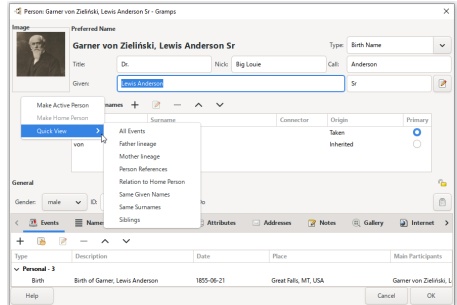 Person: Garner von Zieliński, Lewis Anderson Sr - Gramps
Image
Preferred Name
Garner von Zieliński, Lewis Anderson Sr
Type: Birth Name
Title: Dr. Nick: Big Louie Call: Anderson
Given: Lewis Anderson Sr
names
Surname Connector Origin Primary
Taken
von Inherited
Make Active Person
Make Home Person
Quick View
All Events
Father lineage
Mother lineage
Person References
Relation to Home Person
Same Given Names
Same Surnames
Siblings
General
Gender: male ID:
Events Names Attributes Addresses Notes Gallery Internet
Type Description Date Place Main Participants
Personal - 3
Birth Birth of Garner, Lewis Anderson 1855-06-21 Great Falls, MT, USA Garner von Zieliński, L
Help Cancel OK